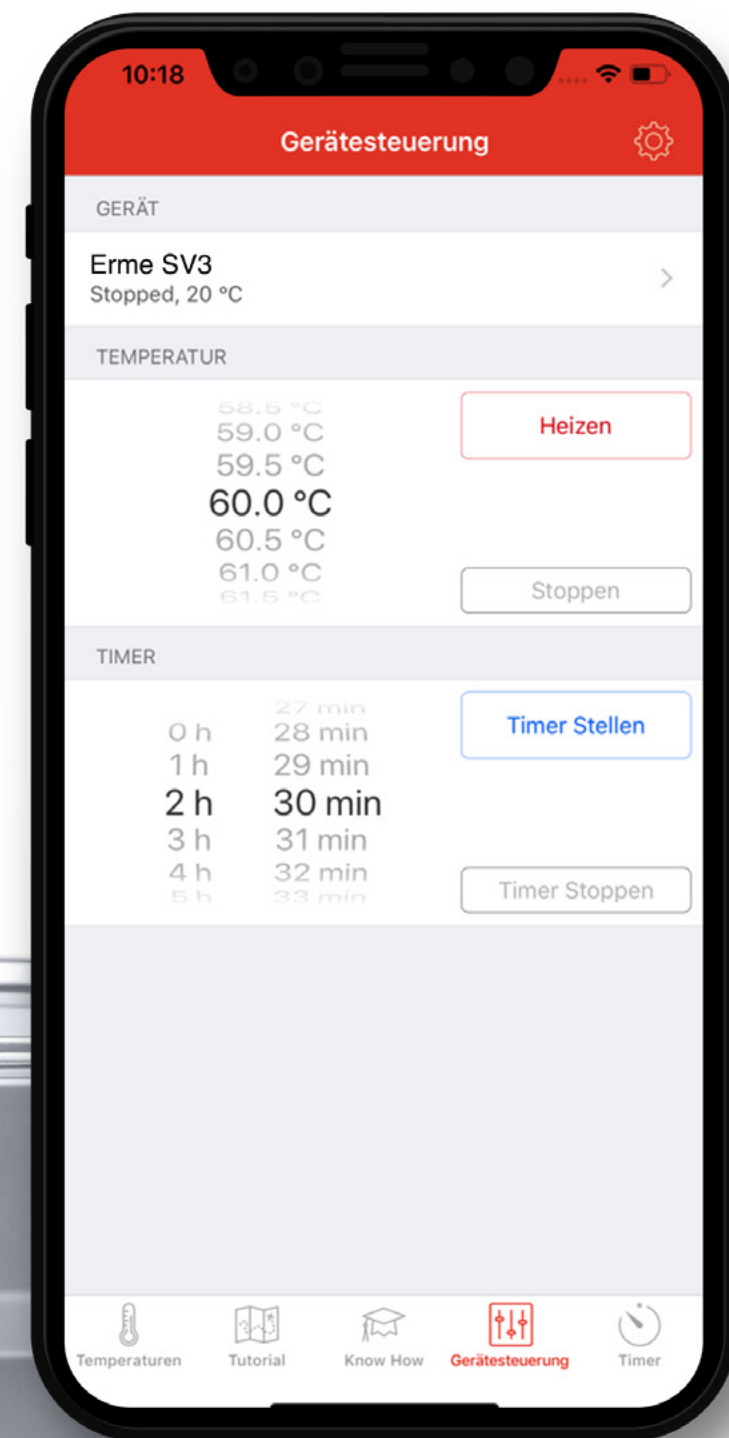 10:18
Gerätesteuerung
GERÄT
Erme SV3
Stopped, 20 °C
TEMPERATUR
58.5 °C
59.0 °C
59.5 °C
60.0 °C
60.5 °C
61.0 °C
61.5 °C
Heizen
Stoppen
TIMER
27 min
0 h 28 min
1 h 29 min
2 h 30 min
3 h 31 min
4 h 32 min
5 h 33 min
Timer Stellen
Timer Stoppen
Temperaturen Tutorial Know How Gerätesteuerung Timer